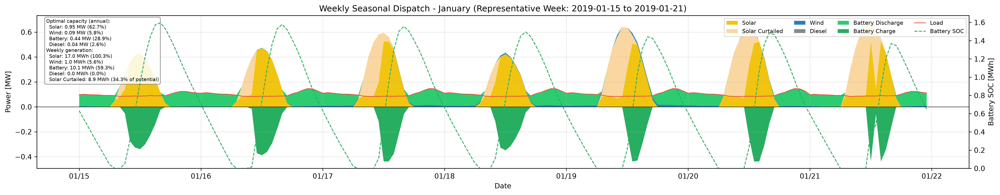 Weekly Seasonal Dispatch - January (Representative Week: 2019-01-15 to 2019-01-21)
Optimal capacity (annual):
Solar: 0.95 MW (62.7%)
Wind: 0.09 MW (5.8%)
Battery: 0.44 MW (28.9%)
Diesel: 0.04 MW (2.6%)
Weekly generation:
Solar: 17.0 MWh (100.3%)
Wind: 1.0 MWh (5.6%)
Battery: 10.1 MWh (59.3%)
Diesel: 0.0 MWh (0.0%)
Solar Curtailed: 8.9 MWh (34.3% of potential)
Solar Wind Battery Discharge Load
Solar Curtailed Diesel Battery Charge Battery SOC
Power [MW]
0.6
0.4
0.2
0.0
−0.2
−0.4
1.6
1.4
1.2
1.0
0.8
0.6
0.4
0.2
0.0
Battery SOC [MWh]
01/15 01/16 01/17 01/18 01/19 01/20 01/21 01/22
Date